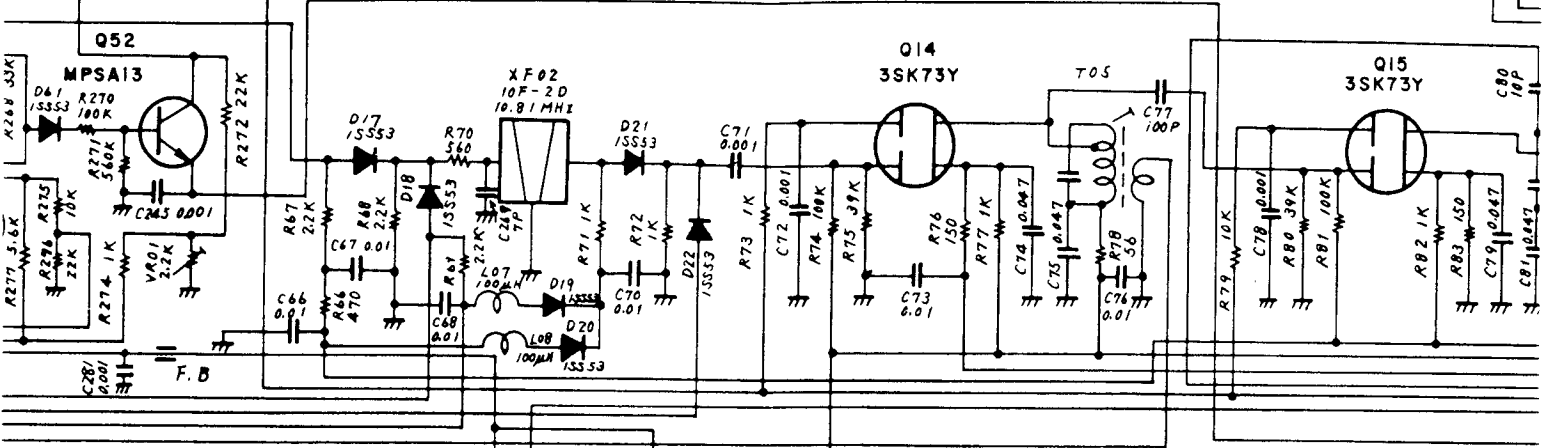 Q52
MPSA13
R268 33K
D61
1SS53
R270
100K
R271
560K
R272 22K
C245 0.001
R275
10K
R277 5.6K
R296
22K
R274 1K
VR01
2.2K
C281
0.001
F.B
C66
0.01
R67
2.2K
D17
1SS53
R68
2.2K
C67 0.01
R66
470
D18
1SS53
R70
560
XF02
10F-2D
10.81 MHz
C269
7P
2.2K
C68
0.01
L07
100μH
D19
1SS53
L08
100μH
D20
1SS53
R71 1K
D21
1SS53
R72
1K
C70
0.01
D22
1SS53
C71
0.001
R73 1K
C72 0.001
R74 100K
R75 39K
Q14
3SK73Y
R76
150
R77 1K
C73
0.01
C74 0.047
T05
C75 0.047
R78
56
C76
0.01
C77
100P
R79 10K
C78 0.001
R80 39K
R81 100K
Q15
3SK73Y
R82 1K
R83 150
C79 0.047
C80
10P
C81 0.047